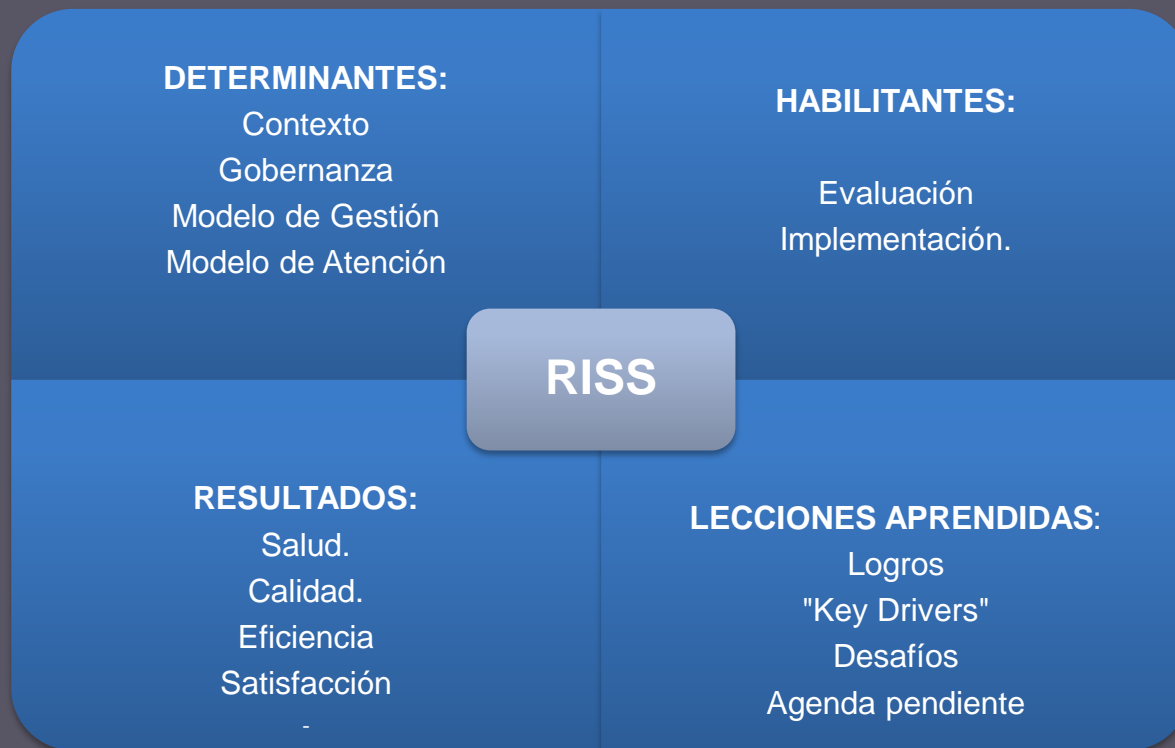 DETERMINANTES:
Contexto
Gobernanza
Modelo de Gestión
Modelo de Atención
HABILITANTES:
Evaluación
Implementación.
RISS
RESULTADOS:
Salud.
Calidad.
Eficiencia
Satisfacción
-
LECCIONES APRENDIDAS:
Logros
"Key Drivers"
Desafíos
Agenda pendiente